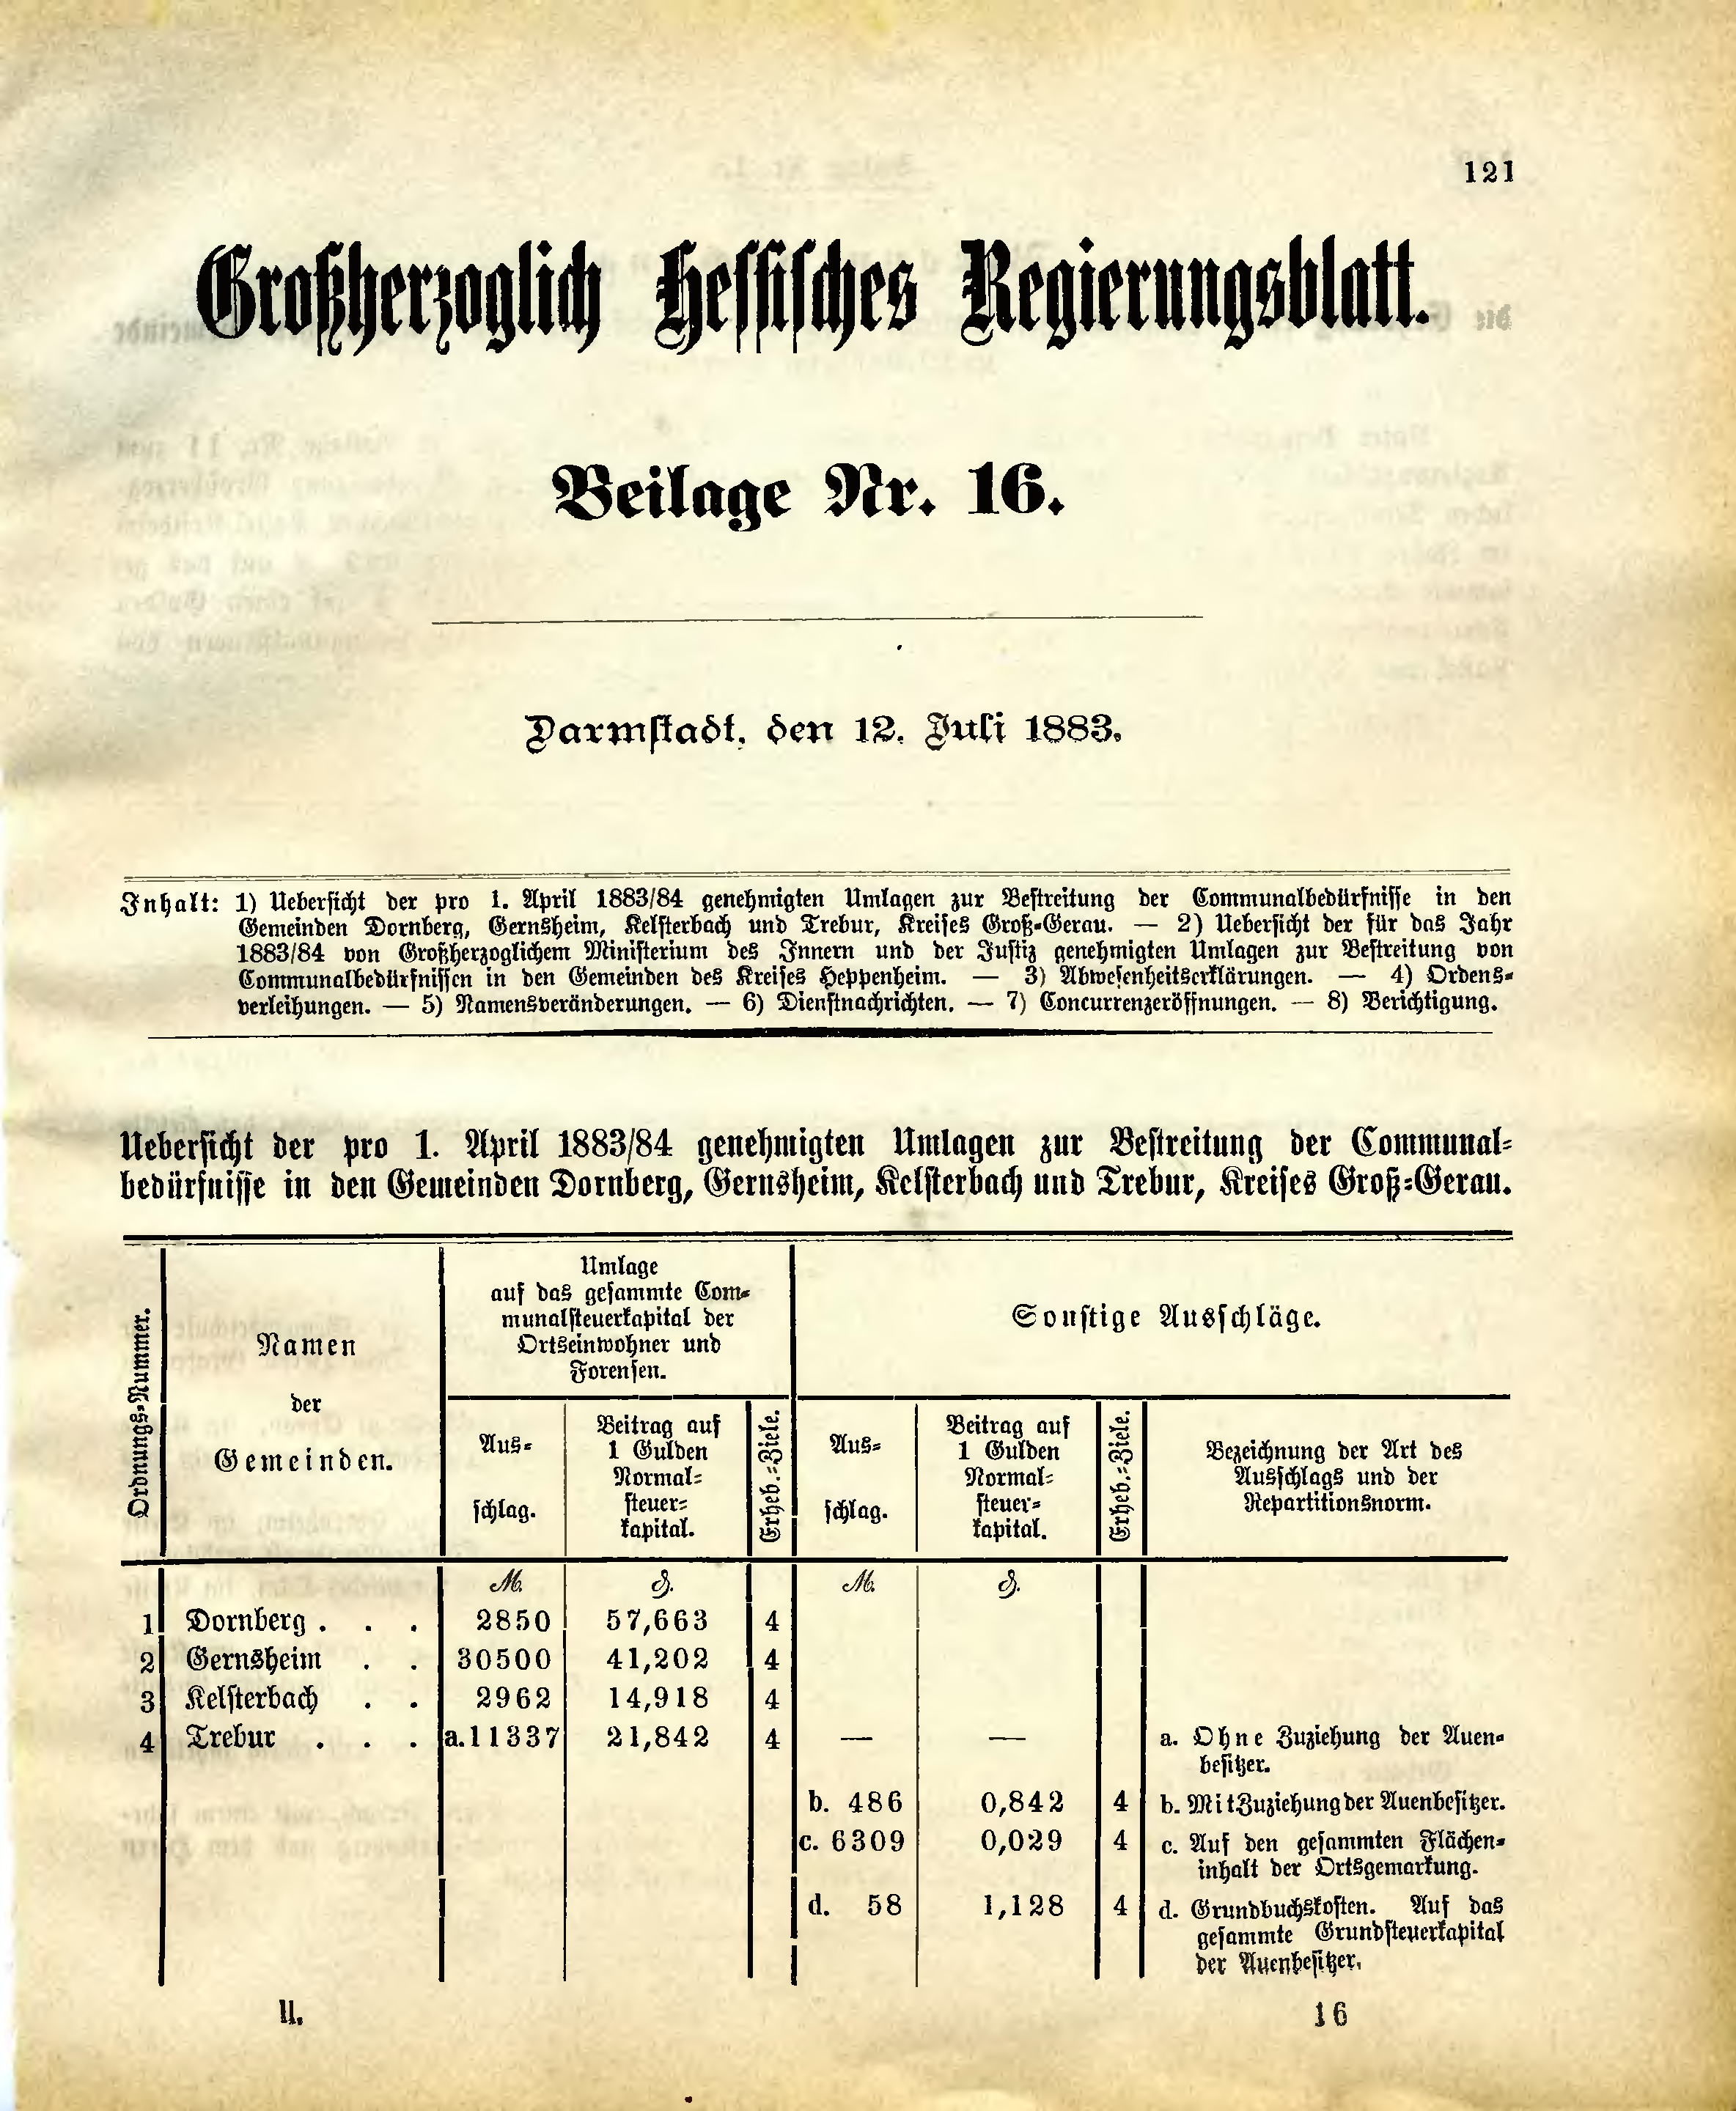 121
Großherzoglich Hessisches Regierungsblatt.
Beilage Nr. 16.
Darmstadt, den 12. Juli 1883.
Inhalt: 1) Uebersicht der pro 1. April 1883/84 genehmigten Umlagen zur Bestreitung der Communalbedürfnisse in den
Gemeinden Dornberg, Gernsheim, Kelsterbach und Trebur, Kreises Groß-Gerau. — 2) Uebersicht der für das Jahr
1883/84 von Großherzoglichem Ministerium des Innern und der Justiz genehmigten Umlagen zur Bestreitung von
Communalbedürfnissen in den Gemeinden des Kreises Heppenheim. — 3) Abwesenheitserklärungen. — 4) Ordens-
verleihungen. — 5) Namensveränderungen. — 6) Dienstnachrichten. — 7) Concurrenzeröffnungen. — 8) Berichtigung.
Uebersicht der pro 1. April 1883/84 genehmigten Umlagen zur Bestreitung der Communal-
bedürfnisse in den Gemeinden Dornberg, Gernsheim, Kelsterbach und Trebur, Kreises Groß-Gerau.
Ordnungs-Nummer.
Namen
der
Gemeinden.
Umlage
auf das gesammte Com-
munalsteuerkapital der
Ortseinwohner und
Forensen.
Sonstige Ausschläge.
Aus-
schlag.
Beitrag auf
1 Gulden
Normal-
steuer-
kapital.
Erheb.-Ziele.
Aus-
schlag.
Beitrag auf
1 Gulden
Normal-
steuer-
kapital.
Erheb.-Ziele.
Bezeichnung der Art des
Ausschlags und der
Repartitionsnorm.
M. ₰. M. ₰.
1 Dornberg . . . 2850 57,663 4
2 Gernsheim . . 30500 41,202 4
3 Kelsterbach . . 2962 14,918 4
4 Trebur . . . a.11337 21,842 4 — — a. Ohne Zuziehung der Auen-
besitzer.
b. 486 0,842 4 b. Mit Zuziehung der Auenbesitzer.
c. 6309 0,029 4 c. Auf den gesammten Flächen-
inhalt der Ortsgemarkung.
d. 58 1,128 4 d. Grundbuchskosten. Auf das
gesammte Grundsteuerkapital
der Auenbesitzer.
II. 16